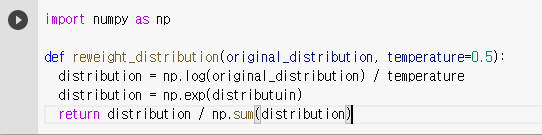 import numpy as np
def reweight_distribution(original_distribution, temperature=0.5):
distribution = np.log(original_distribution) / temperature
distribution = np.exp(distributuin)
return distribution / np.sum(distribution)